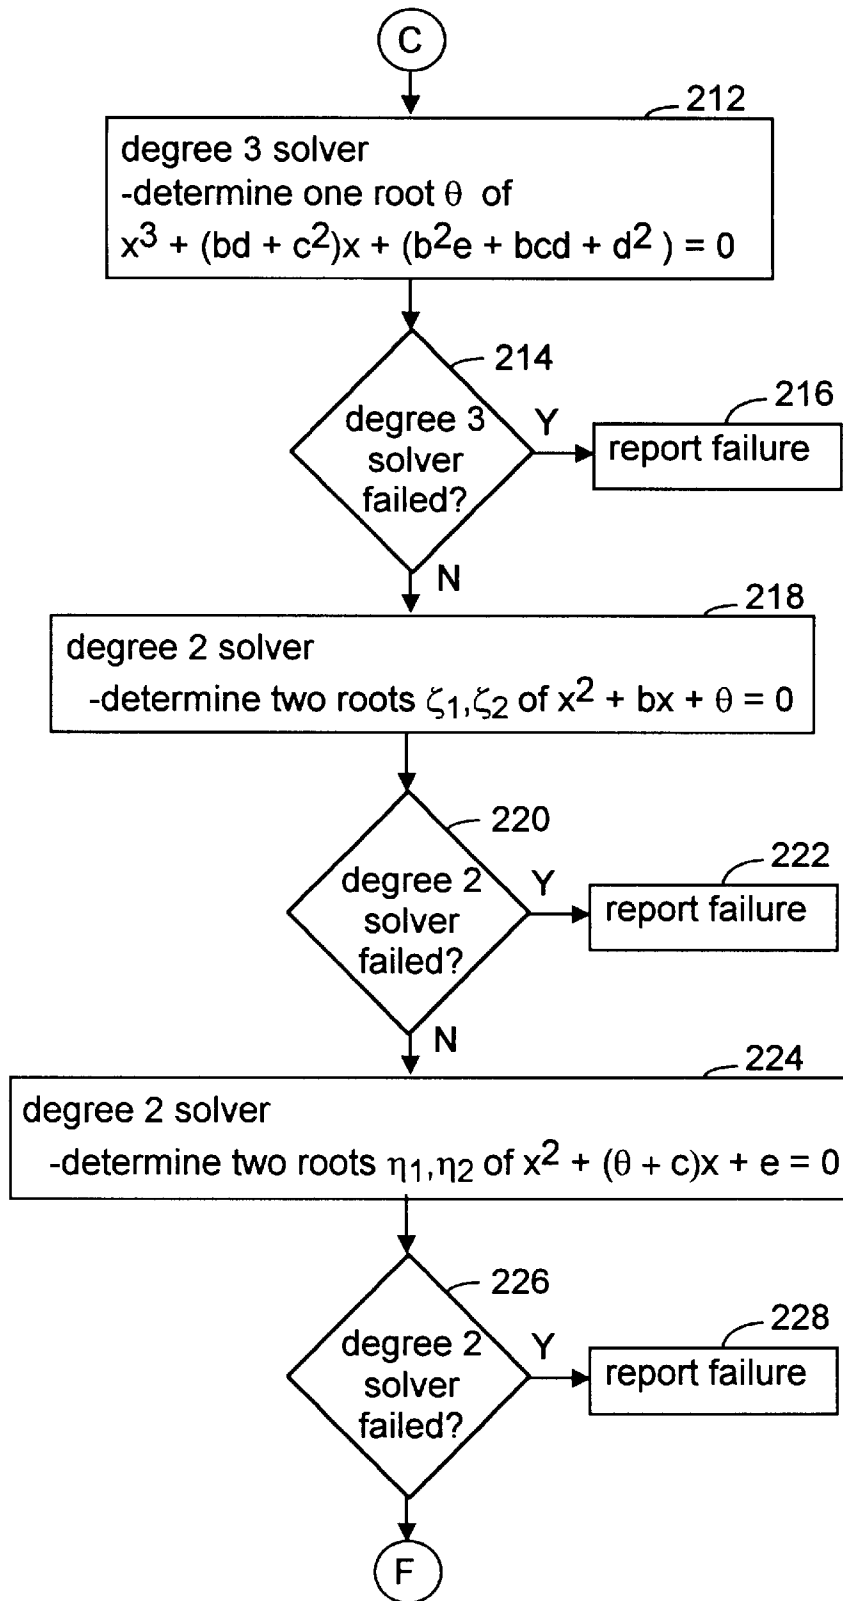 C
212
degree 3 solver
-determine one root θ of
x³ + (bd + c²)x + (b²e + bcd + d² ) = 0
214
degree 3
solver
failed?
Y
216
report failure
N
218
degree 2 solver
-determine two roots ζ₁,ζ₂ of x² + bx + θ = 0
220
degree 2
solver
failed?
Y
222
report failure
N
224
degree 2 solver
-determine two roots η₁,η₂ of x² + (θ + c)x + e = 0
226
degree 2
solver
failed?
Y
228
report failure
F